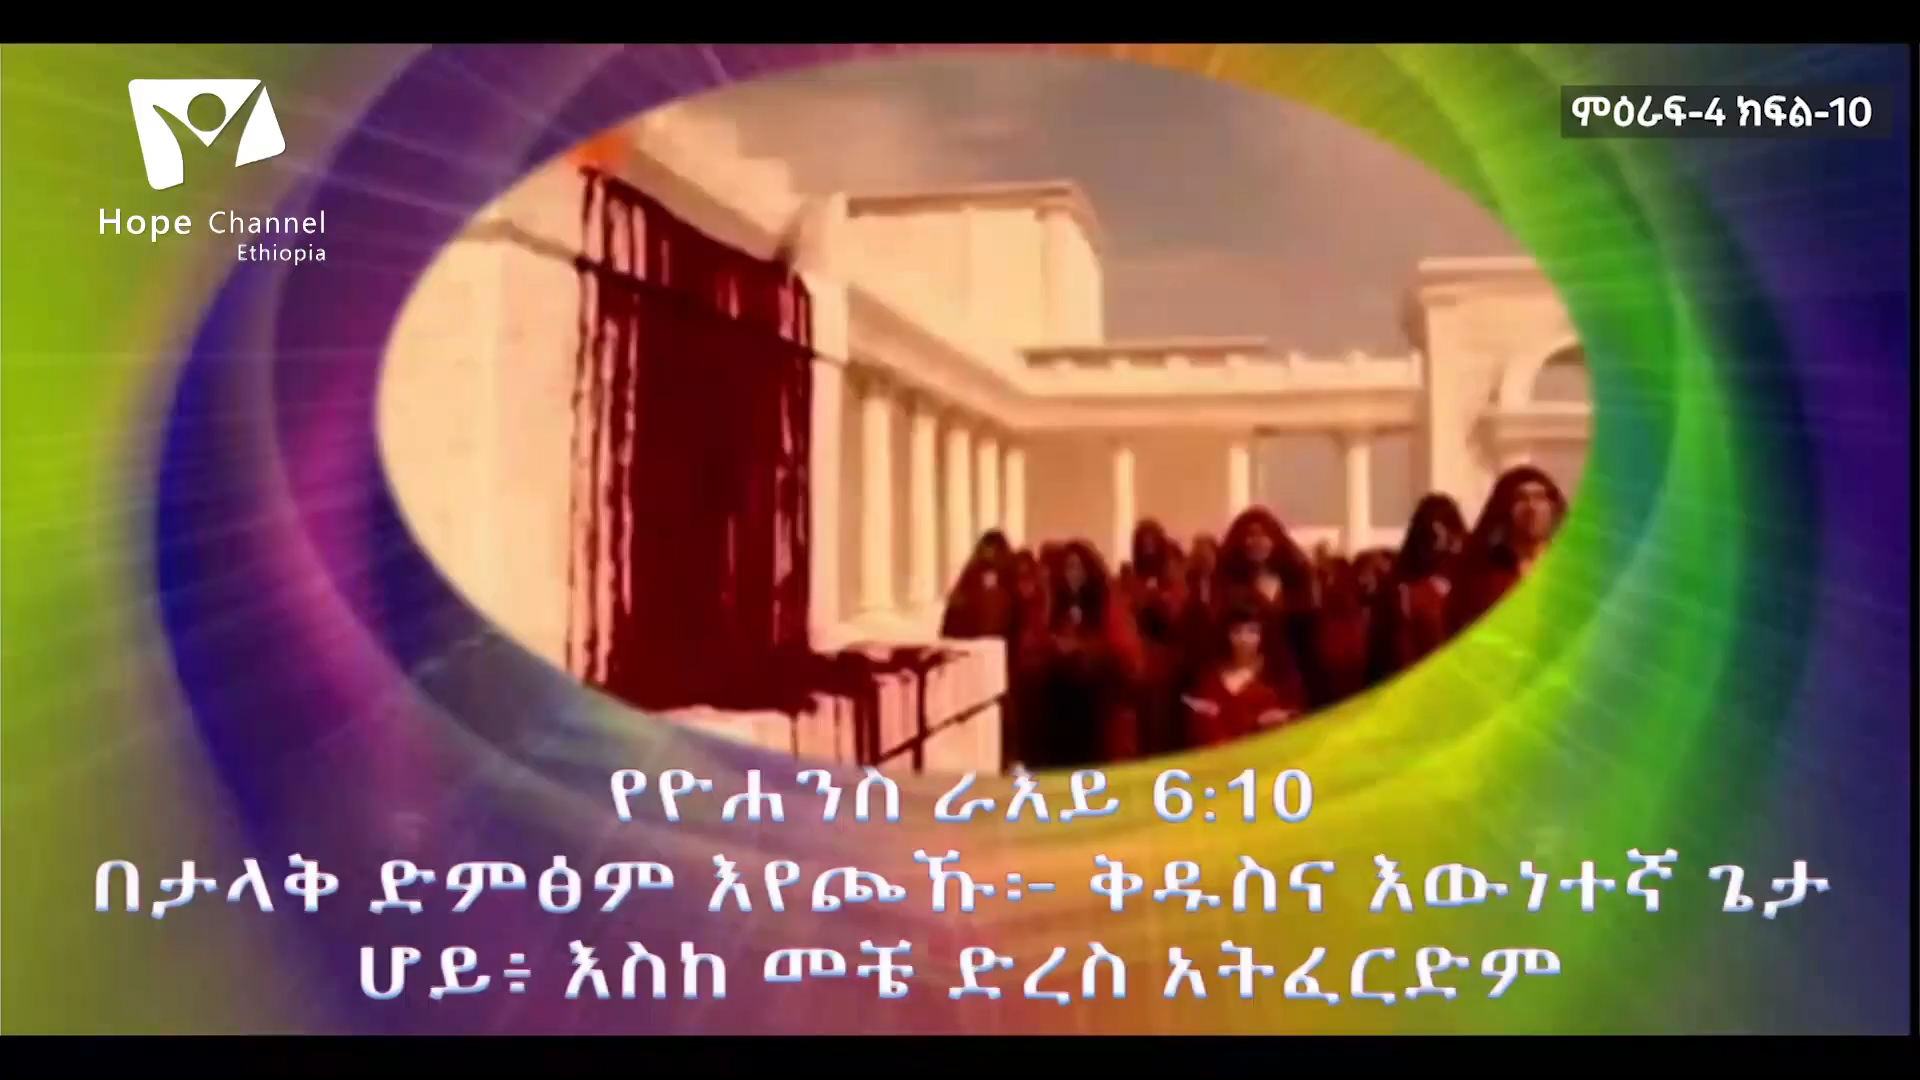 Hope Channel
Ethiopia
ምዕራፍ-4 ክፍል-10
የዮሐንስ ራእይ 6:10
በታላቅ ድምፅም እየጮኹ፡- ቅዱስና እውነተኛ ጌታ
ሆይ፥ እስከ መቼ ድረስ አትፈርድም